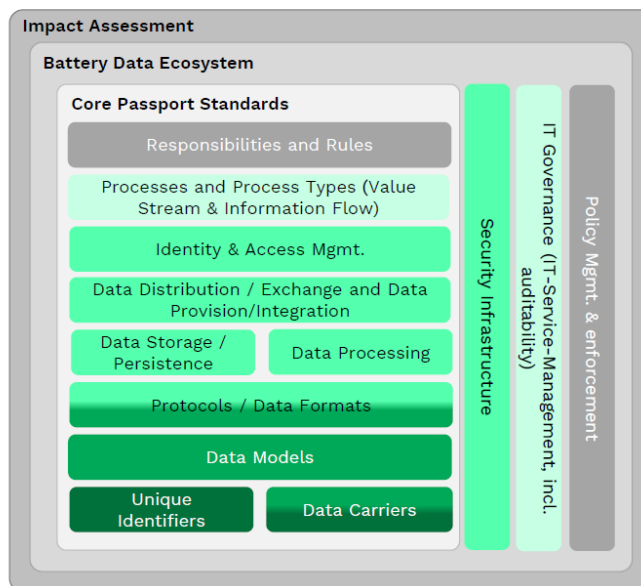 Impact Assessment
Battery Data Ecosystem
Core Passport Standards
Responsibilities and Rules
Processes and Process Types (Value
Stream & Information Flow)
Identity & Access Mgmt.
Data Distribution / Exchange and Data
Provision/Integration
Data Storage /
Persistence
Data Processing
Protocols / Data Formats
Data Models
Unique
Identifiers
Data Carriers
Security Infrastructure
IT Governance (IT-Service-Management, incl.
auditability)
Policy Mgmt. & enforcement